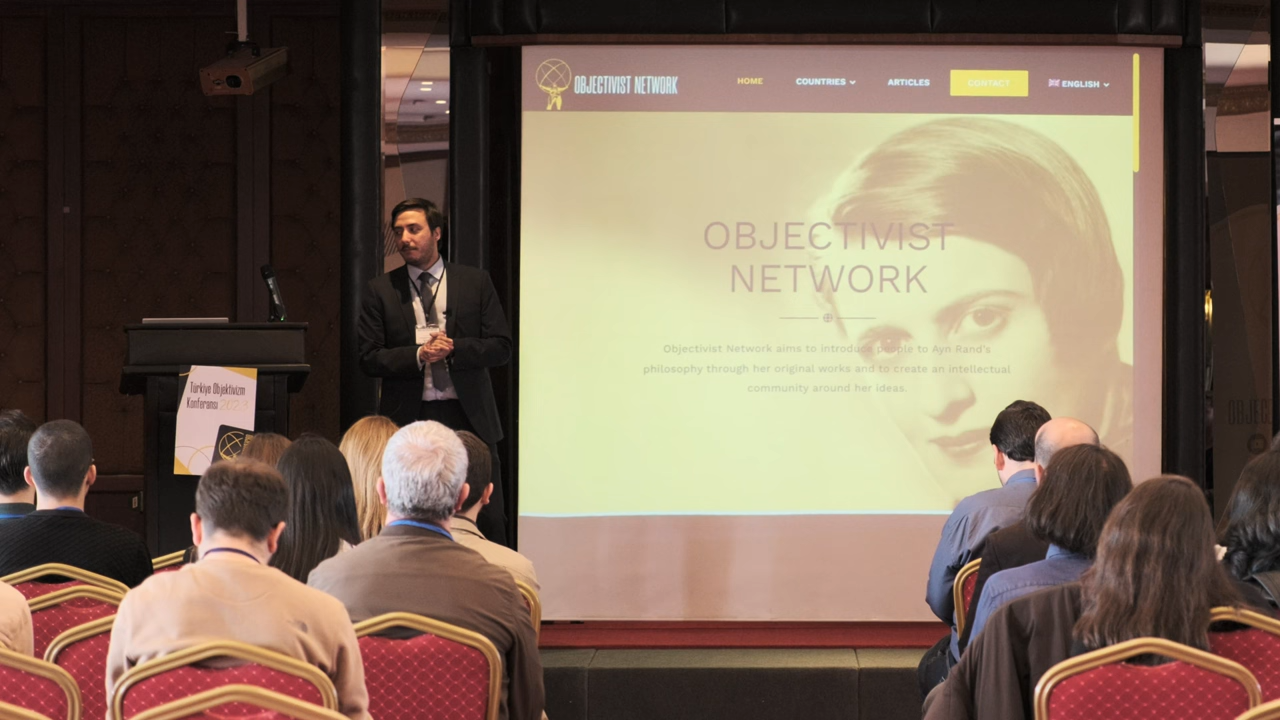 OBJECTIVIST NETWORK
HOME
COUNTRIES
ARTICLES
CONTACT
ENGLISH
OBJECTIVIST
NETWORK
Objectivist Network aims to introduce people to Ayn Rand's
philosophy through her original works and to create an intellectual
community around her ideas.
Türkiye Objektivizm
Konferansı